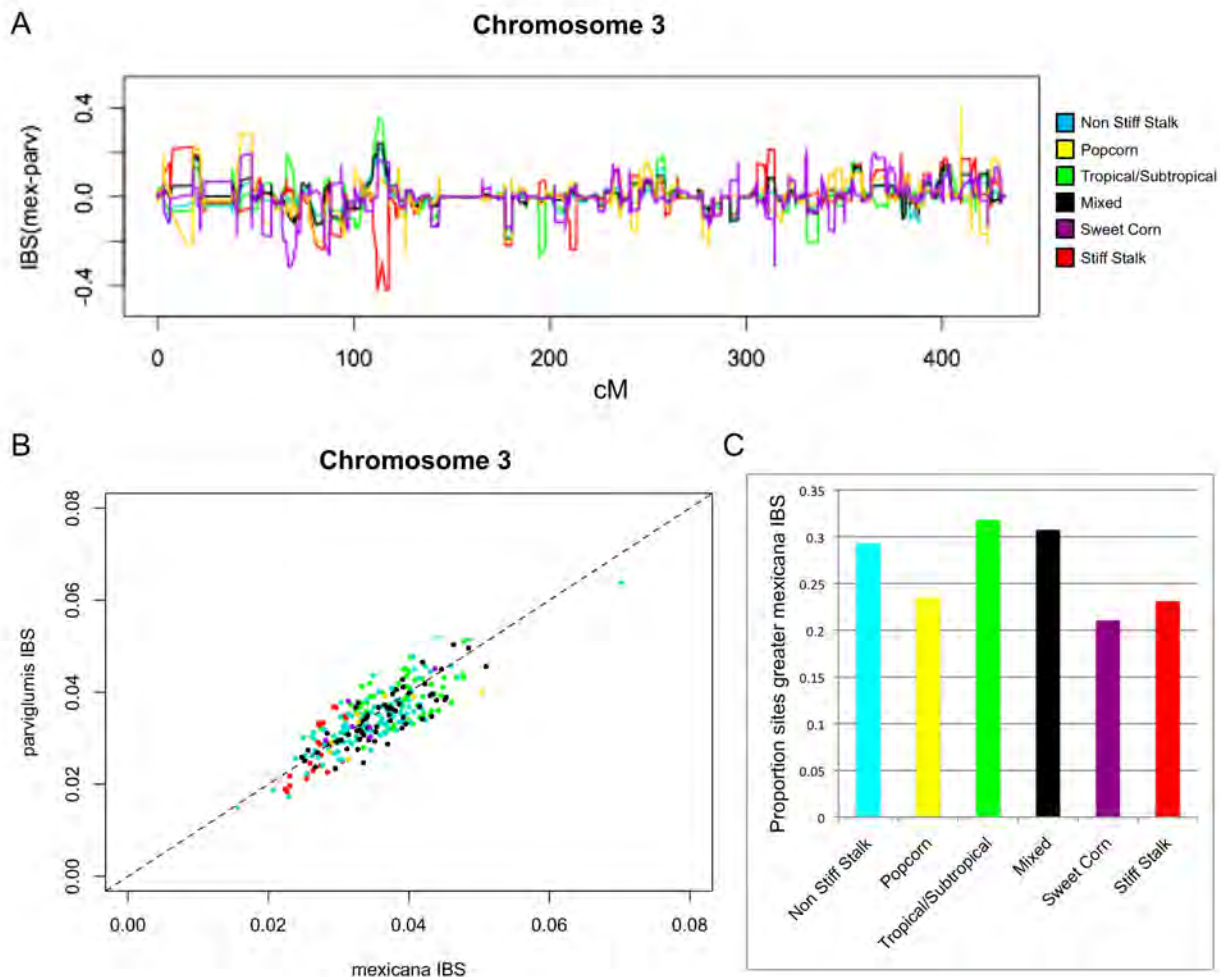 A
Chromosome 3
IBS(mex-parv)
0.4
0.0
-0.4
0
100
200
300
400
cM
Non Stiff Stalk
Popcorn
Tropical/Subtropical
Mixed
Sweet Corn
Stiff Stalk
B
Chromosome 3
parviglumis IBS
0.08
0.06
0.04
0.02
0.00
0.00
0.02
0.04
0.06
0.08
mexicana IBS
C
Proportion sites greater mexicana IBS
0.35
0.3
0.25
0.2
0.15
0.1
0.05
0
Non Stiff Stalk
Popcorn
Tropical/Subtropical
Mixed
Sweet Corn
Stiff Stalk